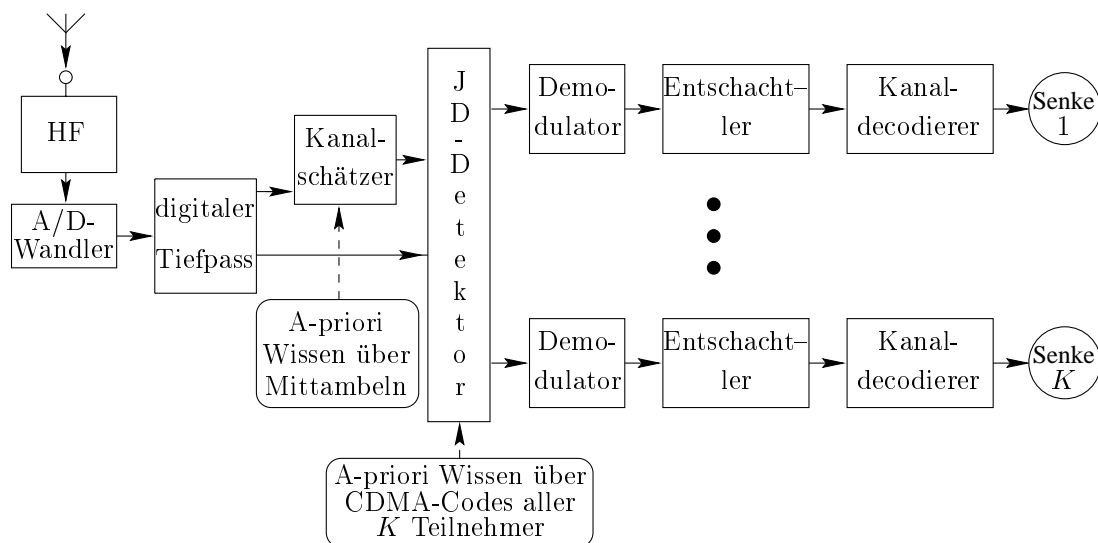 HF
A/D-
Wandler
digitaler
Tiefpass
Kanal-
schätzer
A-priori
Wissen über
Mittambeln
J
D
-
D
e
t
e
k
t
o
r
A-priori Wissen über
CDMA-Codes aller
K Teilnehmer
Demo-
dulator
Entschacht–
ler
Kanal-
decodierer
Senke
1
Demo-
dulator
Entschacht–
ler
Kanal-
decodierer
Senke
K